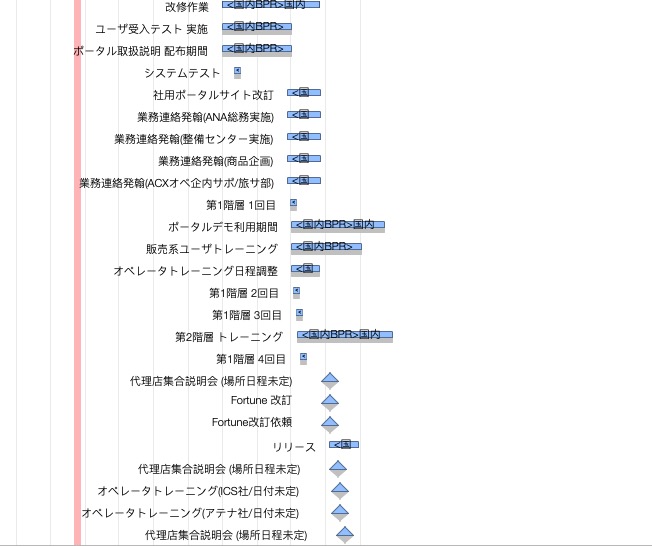 改修作業 <国内BPR>国内
ユーザ受入テスト 実施 <国内BPR>
ポータル取扱説明 配布期間 <国内BPR>
システムテスト <
社用ポータルサイト改訂 <国
業務連絡発翰(ANA総務実施) <国
業務連絡発翰(整備センター実施) <国
業務連絡発翰(商品企画) <国
業務連絡発翰(ACXオペ企内サポ/旅サ部) <国
第1階層 1回目 <
ポータルデモ利用期間 <国内BPR>国内
販売系ユーザトレーニング <国内BPR>
オペレータトレーニング日程調整 <国
第1階層 2回目 <
第1階層 3回目 <
第2階層 トレーニング <国内BPR>国内
第1階層 4回目 <
代理店集合説明会 (場所日程未定)
Fortune 改訂
Fortune改訂依頼
リリース <国
代理店集合説明会 (場所日程未定)
オペレータトレーニング(ICS社/日付未定)
オペレータトレーニング(アテナ社/日付未定)
代理店集合説明会 (場所日程未定)